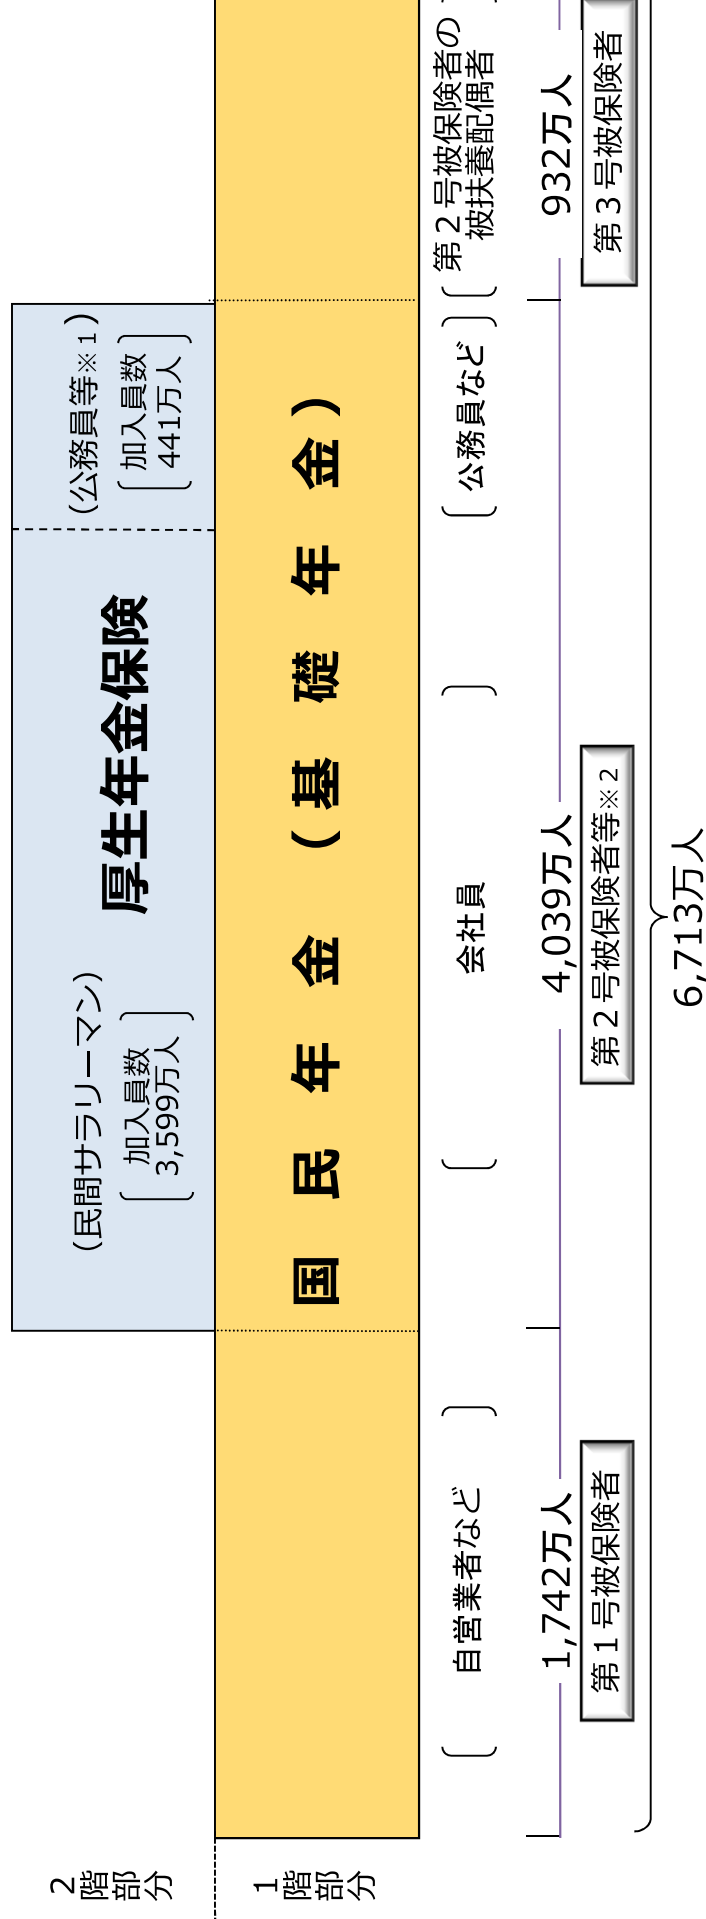 2
階
部
分
(民間サラリーマン)
加入員数
3,599万人
厚生年金保険
(公務員等※1)
加入員数
441万人
1
階
部
分
国民年金(基礎年金)
自営業者など
会社員
公務員など
第2号被保険者の
被扶養配偶者
1,742万人
4,039万人
932万人
第1号被保険者
第2号被保険者等※2
第3号被保険者
6,713万人